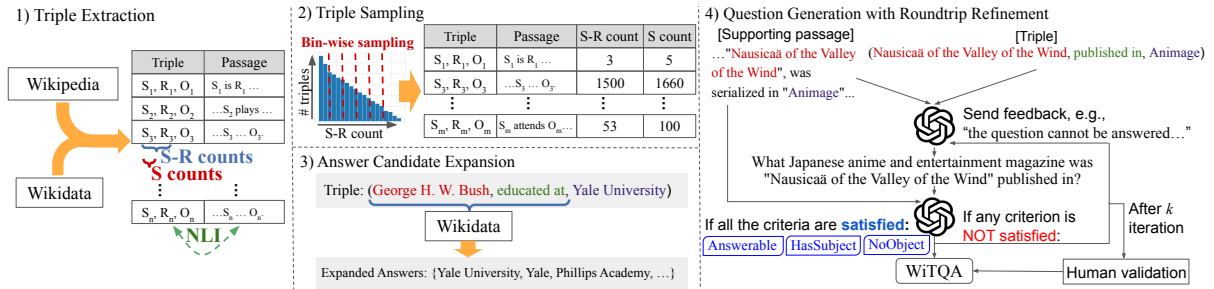 1) Triple Extraction
Wikipedia
Wikidata
Triple Passage
S1, R1, O1 S1 is R1 …
S2, R2, O2 …S2 plays …
S3, R3, O3 …S3 … O3.
S-R counts
S counts
Sn, Rn, On …Sn … On.
NLI
2) Triple Sampling
Bin-wise sampling
# triples
S-R count
Triple Passage S-R count S count
S1, R1, O1 S1 is R1 … 3 5
S3, R3, O3 …S3 … O3. 1500 1660
Sm, Rm, Om Sm attends Om… 53 100
3) Answer Candidate Expansion
Triple: (George H. W. Bush, educated at, Yale University)
Wikidata
Expanded Answers: {Yale University, Yale, Phillips Academy, …}
4) Question Generation with Roundtrip Refinement
[Supporting passage]
…"Nausicaä of the Valley
of the Wind", was
serialized in "Animage"...
[Triple]
(Nausicaä of the Valley of the Wind, published in, Animage)
Send feedback, e.g.,
“the question cannot be answered…”
What Japanese anime and entertainment magazine was
"Nausicaä of the Valley of the Wind" published in?
If all the criteria are satisfied:
Answerable HasSubject NoObject
If any criterion is
NOT satisfied:
After k
iteration
WiTQA
Human validation